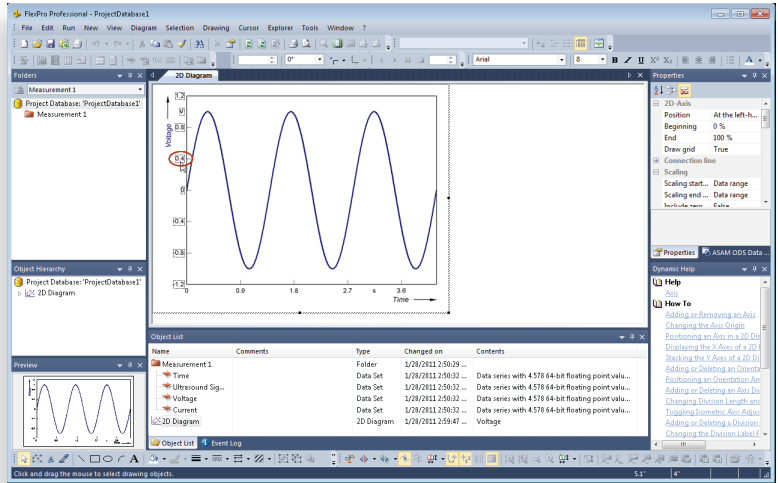 FlexPro Professional - ProjectDatabase1
File Edit Run New View Diagram Selection Drawing Cursor Explorer Tools Window ?
0° Arial 8 B I U X² X₂ A
Folders
Measurement 1
Project Database: 'ProjectDatabase1'
Measurement 1
Object Hierarchy
Project Database: 'ProjectDatabase1'
2D Diagram
Preview
2D Diagram
Voltage
1.2
V
0.8
0.4
0
-0.4
-0.8
-1.2
0 0.9 1.8 2.7 s 3.6
Time
Object List
Name Comments Type Changed on Contents
Measurement 1 Folder 1/28/2011 2:50:29 ...
Time Data Set 1/28/2011 2:50:32 ... Data series with 4.578 64-bit floating point valu...
Ultrasound Sig... Data Set 1/28/2011 2:50:32 ... Data series with 4.578 64-bit floating point valu...
Voltage Data Set 1/28/2011 2:50:32 ... Data series with 4.578 64-bit floating point valu...
Current Data Set 1/28/2011 2:50:32 ... Data series with 4.578 64-bit floating point valu...
2D Diagram 2D Diagram 1/28/2011 2:59:47 ... Voltage
Object List Event Log
Properties
2D-Axis
Position At the left-h...
Beginning 0 %
End 100 %
Draw grid True
Connection line
Scaling
Scaling start... Data range
Scaling end ... Data range
Include zero False
Properties ASAM ODS Data ...
Dynamic Help
Help
Axis
How To
Adding or Removing an Axis
Changing the Axis Origin
Positioning an Axis in a 2D Dia
Displaying the X Axes of a 2D
Stacking the Y Axes of a 2D Di
Adding or Deleting an Orienta
Positioning an Orientation Arr
Adding or Deleting an Axis Di
Changing Division Length and
Toggling Isometric Axis Adjus
Adding or Deleting a Division
Changing the Division Label F
Click and drag the mouse to select drawing objects. 5.1" 4"